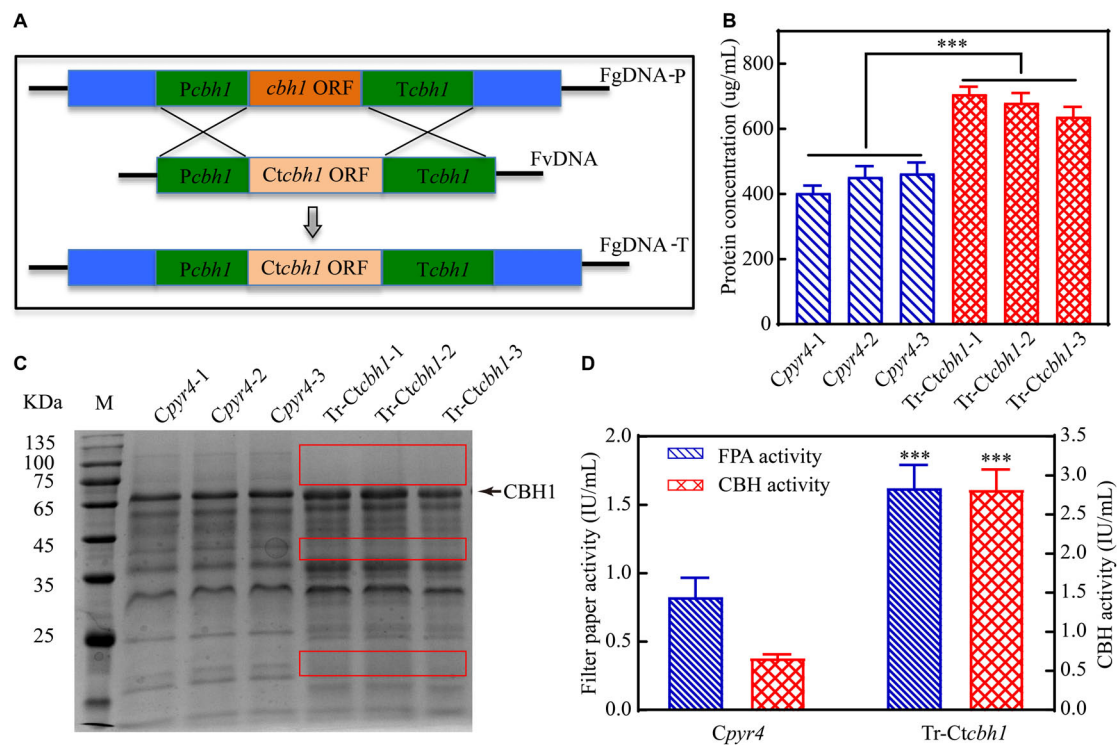 A
Pcbh1 cbh1 ORF Tcbh1 FgDNA-P
Pcbh1 Ctcbh1 ORF Tcbh1 FvDNA
Pcbh1 Ctcbh1 ORF Tcbh1 FgDNA-T
B
Protein concentration (ug/mL)
800
600
400
200
0
***
Cpyr4-1
Cpyr4-2
Cpyr4-3
Tr-Ctcbh1-1
Tr-Ctcbh1-2
Tr-Ctcbh1-3
C
KDa M Cpyr4-1 Cpyr4-2 Cpyr4-3 Tr-Ctcbh1-1 Tr-Ctcbh1-2 Tr-Ctcbh1-3
135
100
75
65
45
35
25
CBH1
D
Filter paper activity (IU/mL)
2.0
1.5
1.0
0.5
0.0
FPA activity
CBH activity
*** ***
3.5
3.0
2.5
2.0
1.5
1.0
0.5
0.0
CBH activity (IU/mL)
Cpyr4 Tr-Ctcbh1